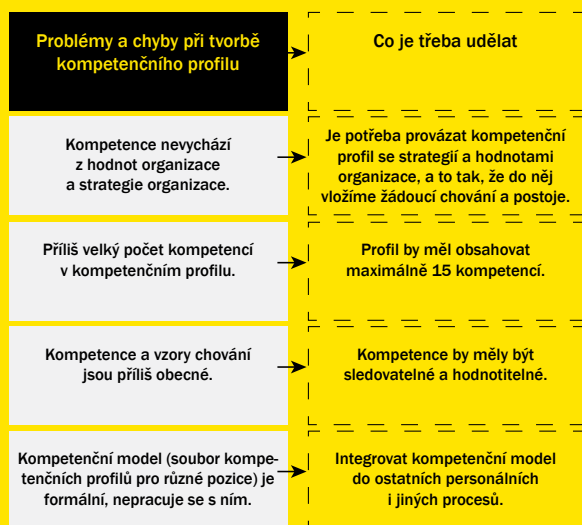 Problémy a chyby při tvorbě
kompetenčního profilu
Co je třeba udělat
Kompetence nevychází
z hodnot organizace
a strategie organizace.
Je potřeba provázat kompetenční
profil se strategií a hodnotami
organizace, a to tak, že do něj
vložíme žádoucí chování a postoje.
Příliš velký počet kompetencí
v kompetenčním profilu.
Profil by měl obsahovat
maximálně 15 kompetencí.
Kompetence a vzory chování
jsou příliš obecné.
Kompetence by měly být
sledovatelné a hodnotitelné.
Kompetenční model (soubor kompe-
tenčních profilů pro různé pozice) je
formální, nepracuje se s ním.
Integrovat kompetenční model
do ostatních personálních
i jiných procesů.